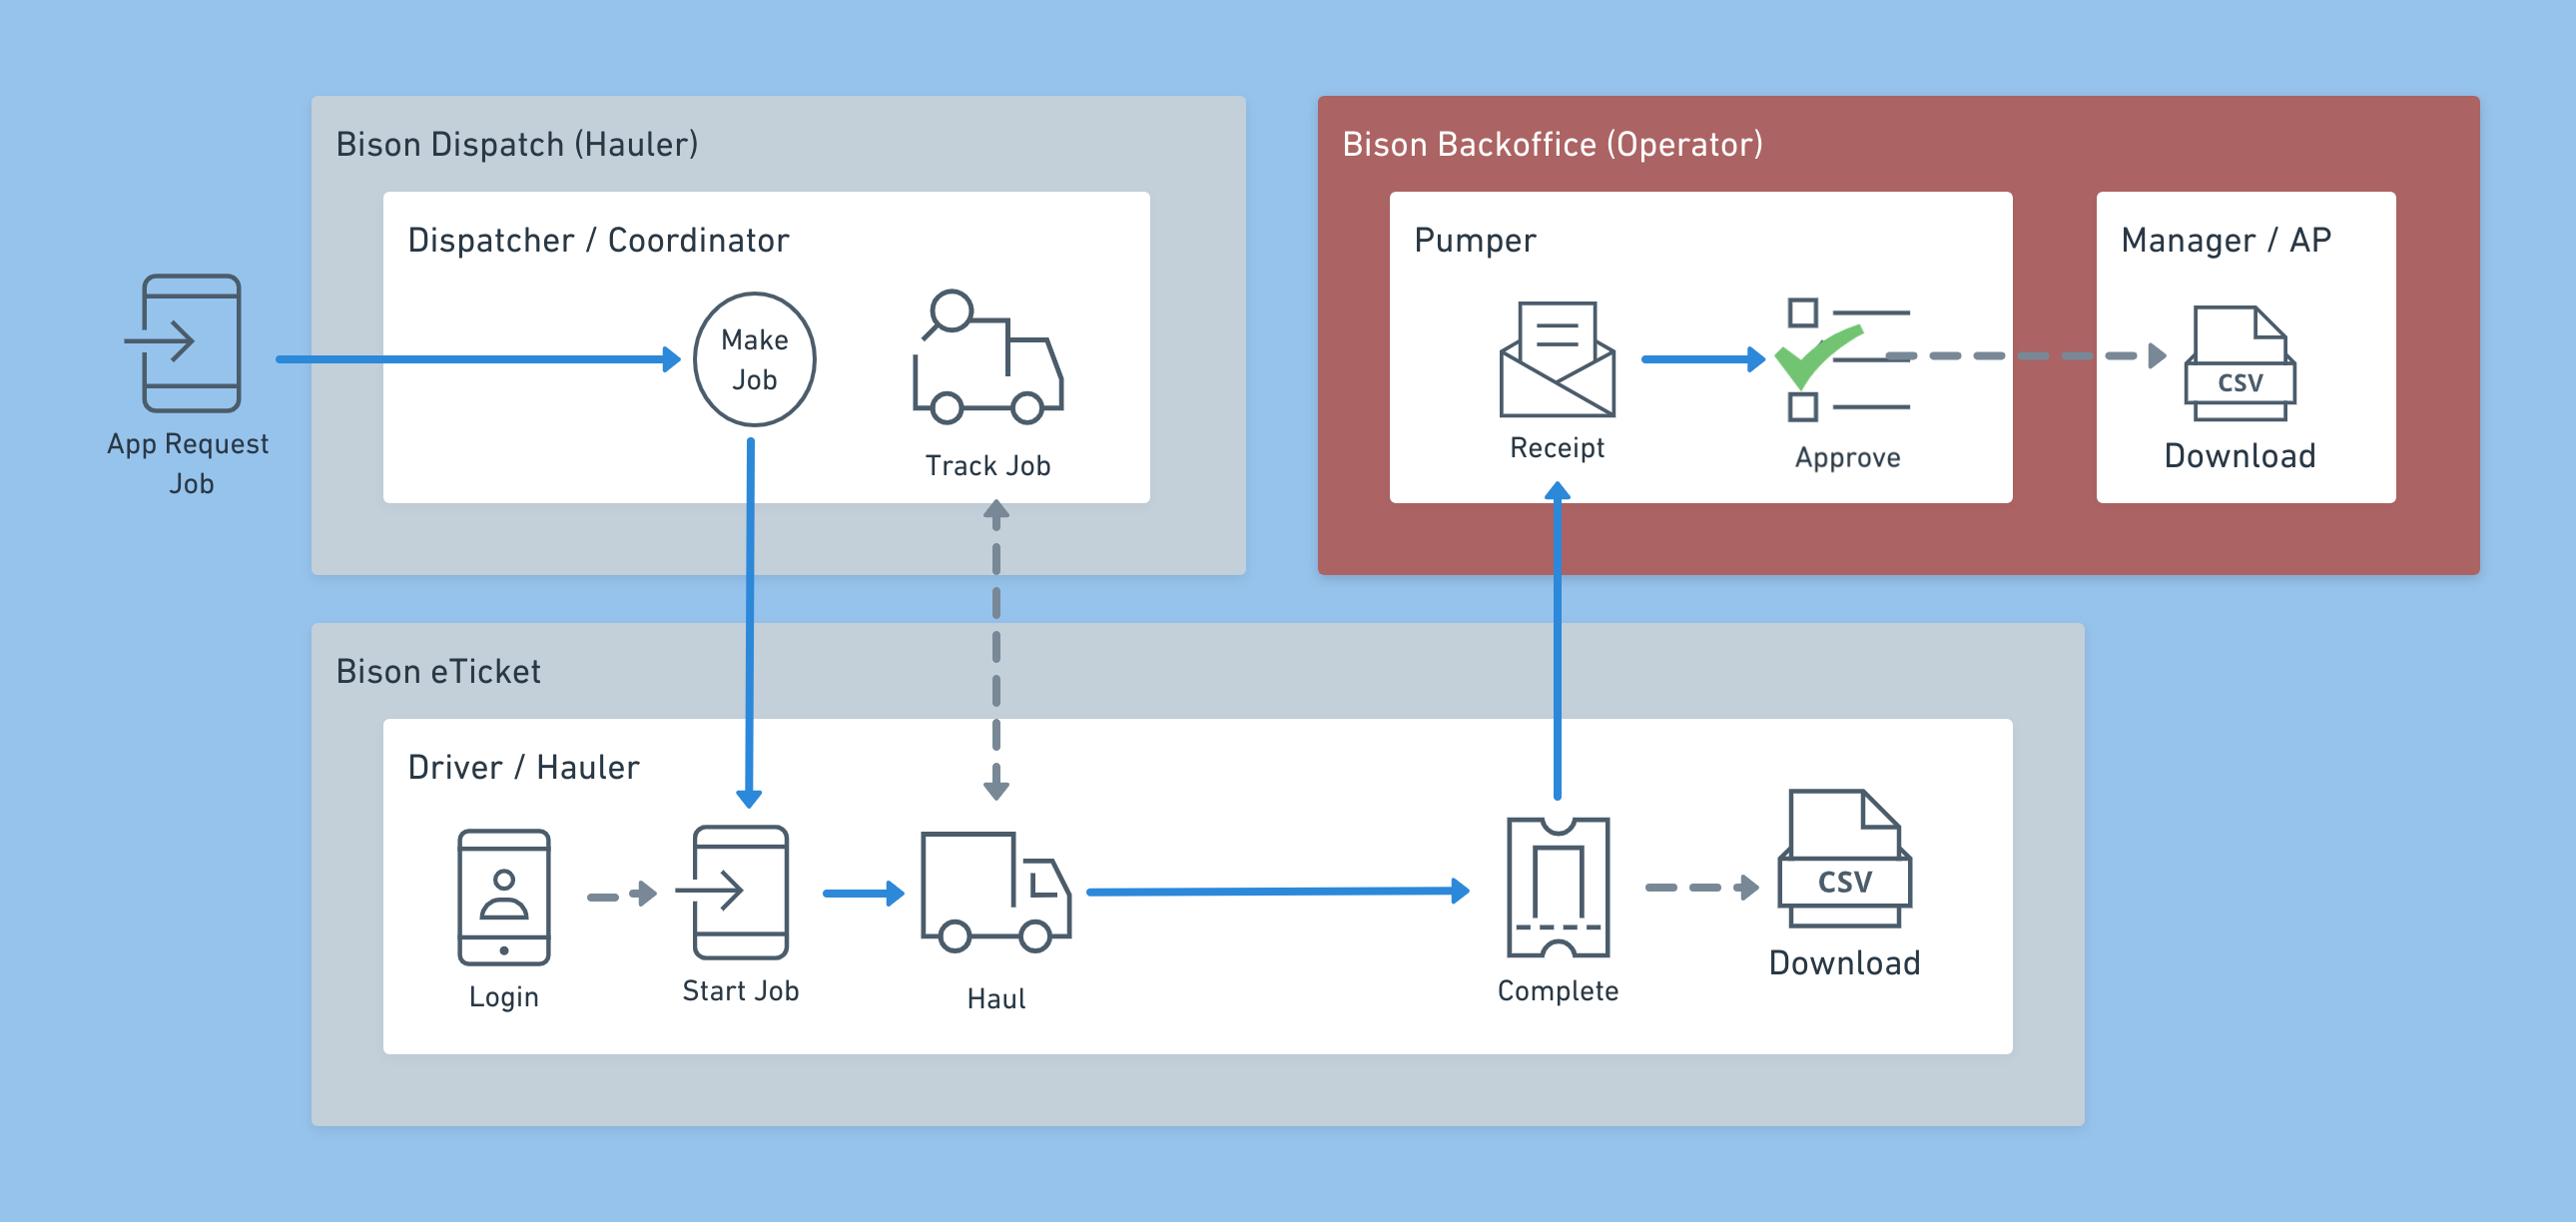 Bison Dispatch (Hauler)
Dispatcher / Coordinator
App Request
Job
Make
Job
Track Job
Bison Backoffice (Operator)
Pumper
Receipt
Approve
Manager / AP
CSV
Download
Bison eTicket
Driver / Hauler
Login
Start Job
Haul
Complete
CSV
Download